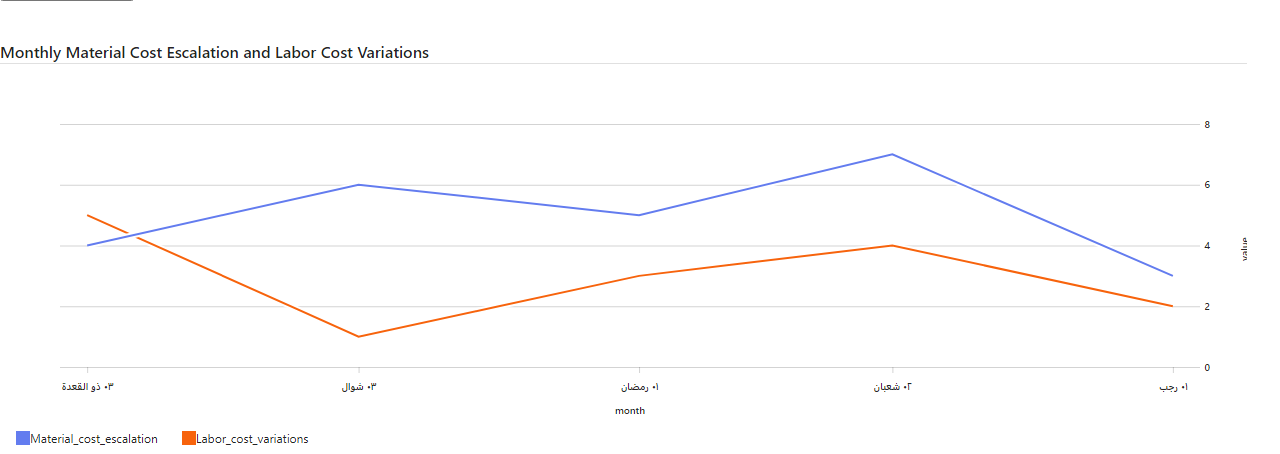 Monthly Material Cost Escalation and Labor Cost Variations
8
6
4
value
2
0
٠١ رجب
٠٢ شعبان
٠١ رمضان
٠٣ شوال
٠٣ ذو القعدة
month
Material_cost_escalation
Labor_cost_variations